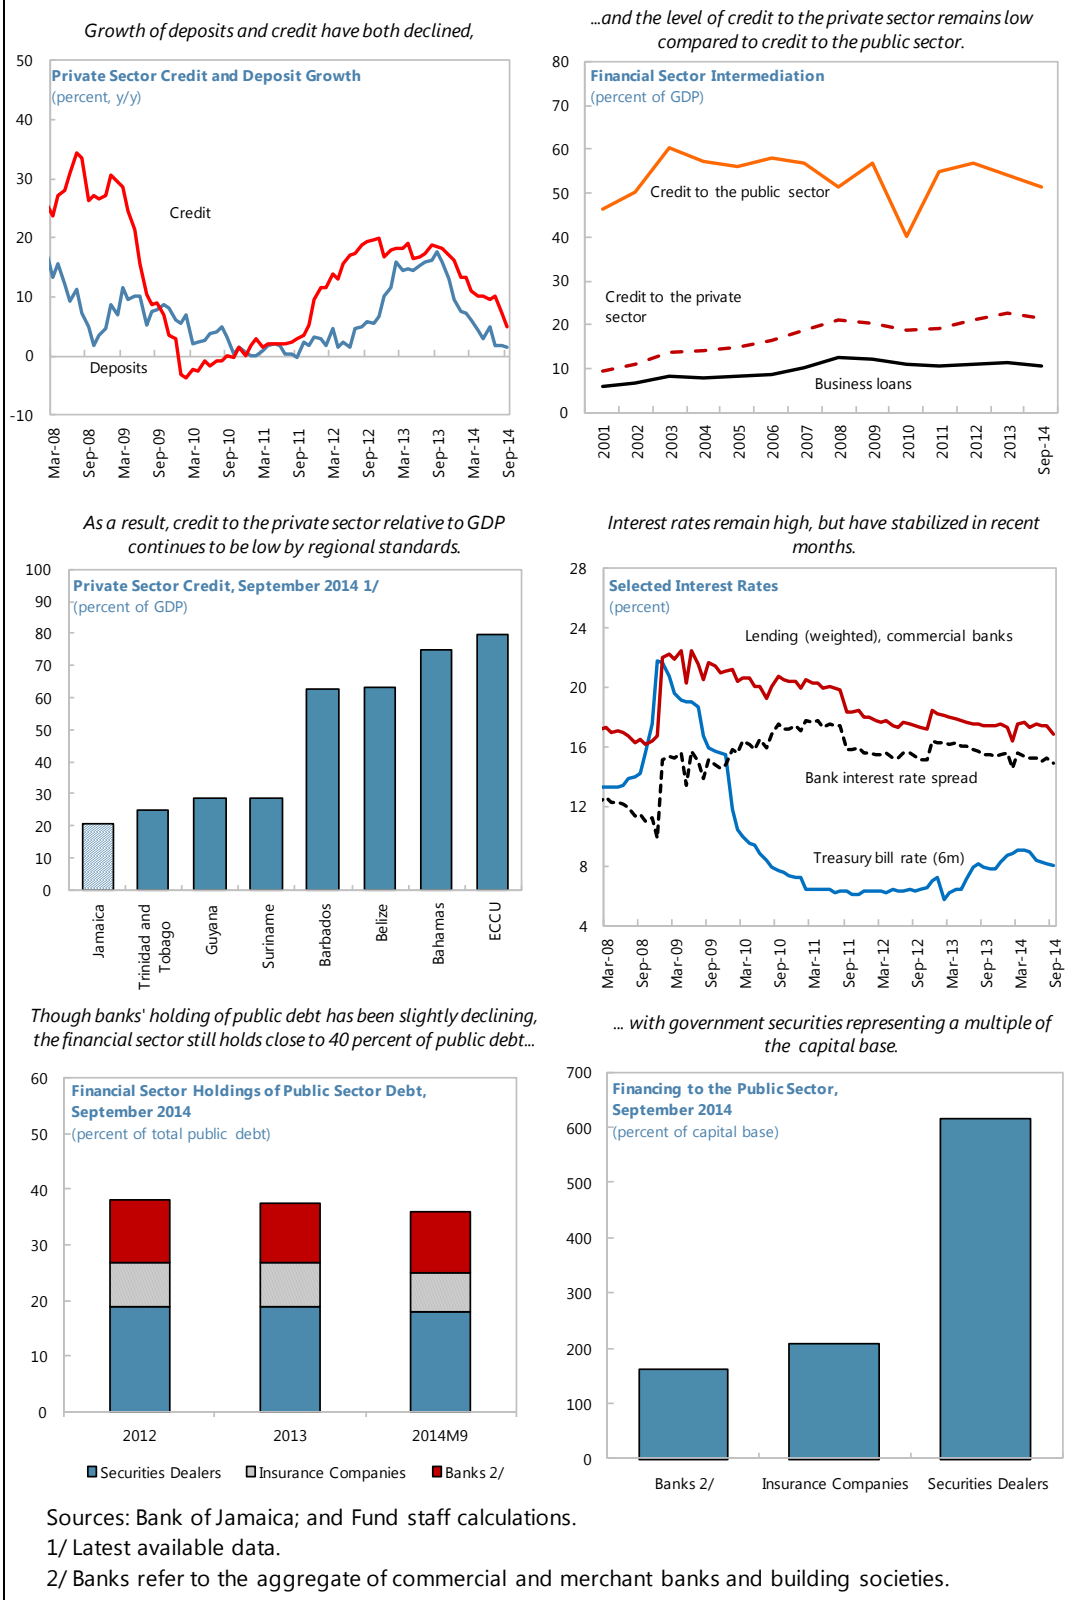 Growth of deposits and credit have both declined,
Private Sector Credit and Deposit Growth
(percent, y/y)
50
40
30
20
10
0
-10
Credit
Deposits
Mar-08
Sep-08
Mar-09
Sep-09
Mar-10
Sep-10
Mar-11
Sep-11
Mar-12
Sep-12
Mar-13
Sep-13
Mar-14
Sep-14
...and the level of credit to the private sector remains low
compared to credit to the public sector.
Financial Sector Intermediation
(percent of GDP)
80
70
60
50
40
30
20
10
0
Credit to the public sector
Credit to the private
sector
Business loans
2001
2002
2003
2004
2005
2006
2007
2008
2009
2010
2011
2012
2013
Sep-14
As a result, credit to the private sector relative to GDP
continues to be low by regional standards.
Private Sector Credit, September 2014 1/
(percent of GDP)
100
90
80
70
60
50
40
30
20
10
0
Jamaica
Trinidad and
Tobago
Guyana
Suriname
Barbados
Belize
Bahamas
ECCU
Interest rates remain high, but have stabilized in recent
months.
Selected Interest Rates
(percent)
28
24
20
16
12
8
4
Lending (weighted), commercial banks
Bank interest rate spread
Treasury bill rate (6m)
Mar-08
Sep-08
Mar-09
Sep-09
Mar-10
Sep-10
Mar-11
Sep-11
Mar-12
Sep-12
Mar-13
Sep-13
Mar-14
Sep-14
Though banks' holding of public debt has been slightly declining,
the financial sector still holds close to 40 percent of public debt...
Financial Sector Holdings of Public Sector Debt,
September 2014
(percent of total public debt)
60
50
40
30
20
10
0
2012
2013
2014M9
Securities Dealers
Insurance Companies
Banks 2/
... with government securities representing a multiple of
the capital base.
Financing to the Public Sector,
September 2014
(percent of capital base)
700
600
500
400
300
200
100
0
Banks 2/
Insurance Companies
Securities Dealers
Sources: Bank of Jamaica; and Fund staff calculations.
1/ Latest available data.
2/ Banks refer to the aggregate of commercial and merchant banks and building societies.